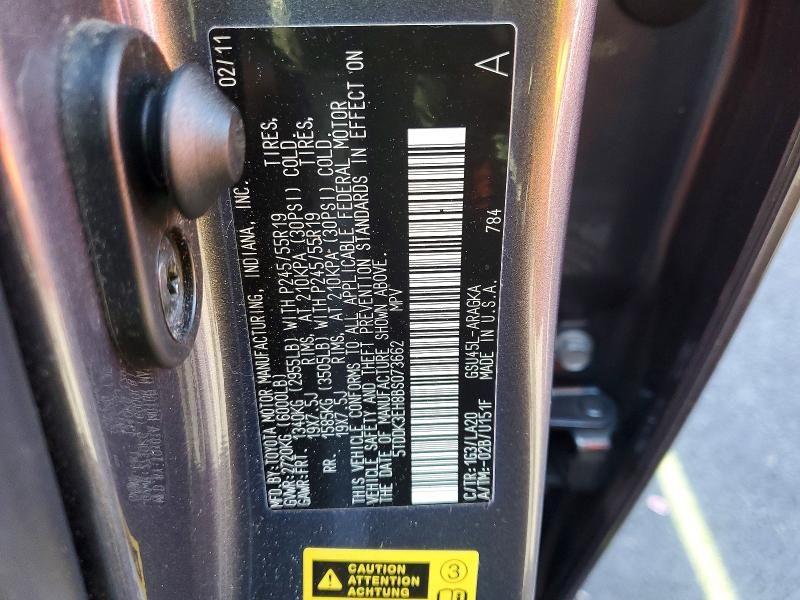 MFD.BY:TOYOTA MOTOR MANUFACTURING, INDIANA, INC. 02/11
GVWR:2720KG (6000LB)
GAWR:FRT. 1340KG (2955LB) WITH P245/55R19 TIRES,
19X7.5J RIMS, AT 210KPA (30PSI) COLD.
RR. 1585KG (3505LB) WITH P245/55R19 TIRES,
19X7.5J RIMS, AT 210KPA (30PSI) COLD.
THIS VEHICLE CONFORMS TO ALL APPLICABLE FEDERAL MOTOR
VEHICLE SAFETY AND THEFT PREVENTION STANDARDS IN EFFECT ON
THE DATE OF MANUFACTURE SHOWN ABOVE.
5TDDK3EH8BS073662 MPV
C/TR:1G3/LA20 GSU45L-ARAGKA 784
A/TM:-02B/U151F MADE IN U.S.A. A
CAUTION
ATTENTION
ACHTUNG
3